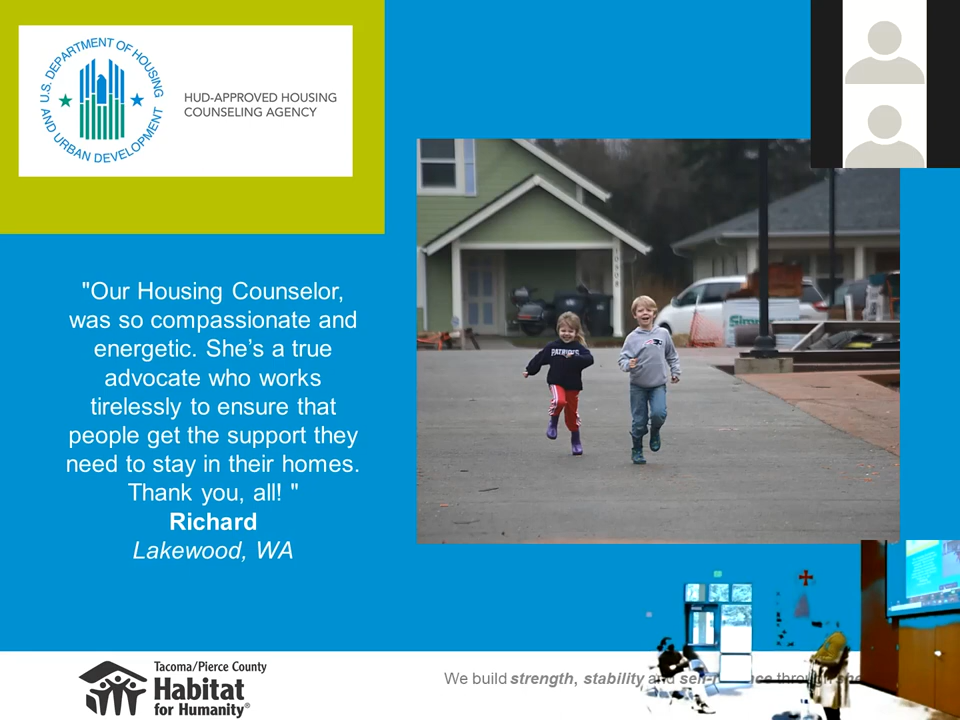 U.S. DEPARTMENT OF HOUSING
AND URBAN DEVELOPMENT
HUD-APPROVED HOUSING
COUNSELING AGENCY
"Our Housing Counselor,
was so compassionate and
energetic. She’s a true
advocate who works
tirelessly to ensure that
people get the support they
need to stay in their homes.
Thank you, all! "
Richard
Lakewood, WA
PATRIOTS
Tacoma/Pierce County
Habitat
for Humanity®
We build strength, stability and